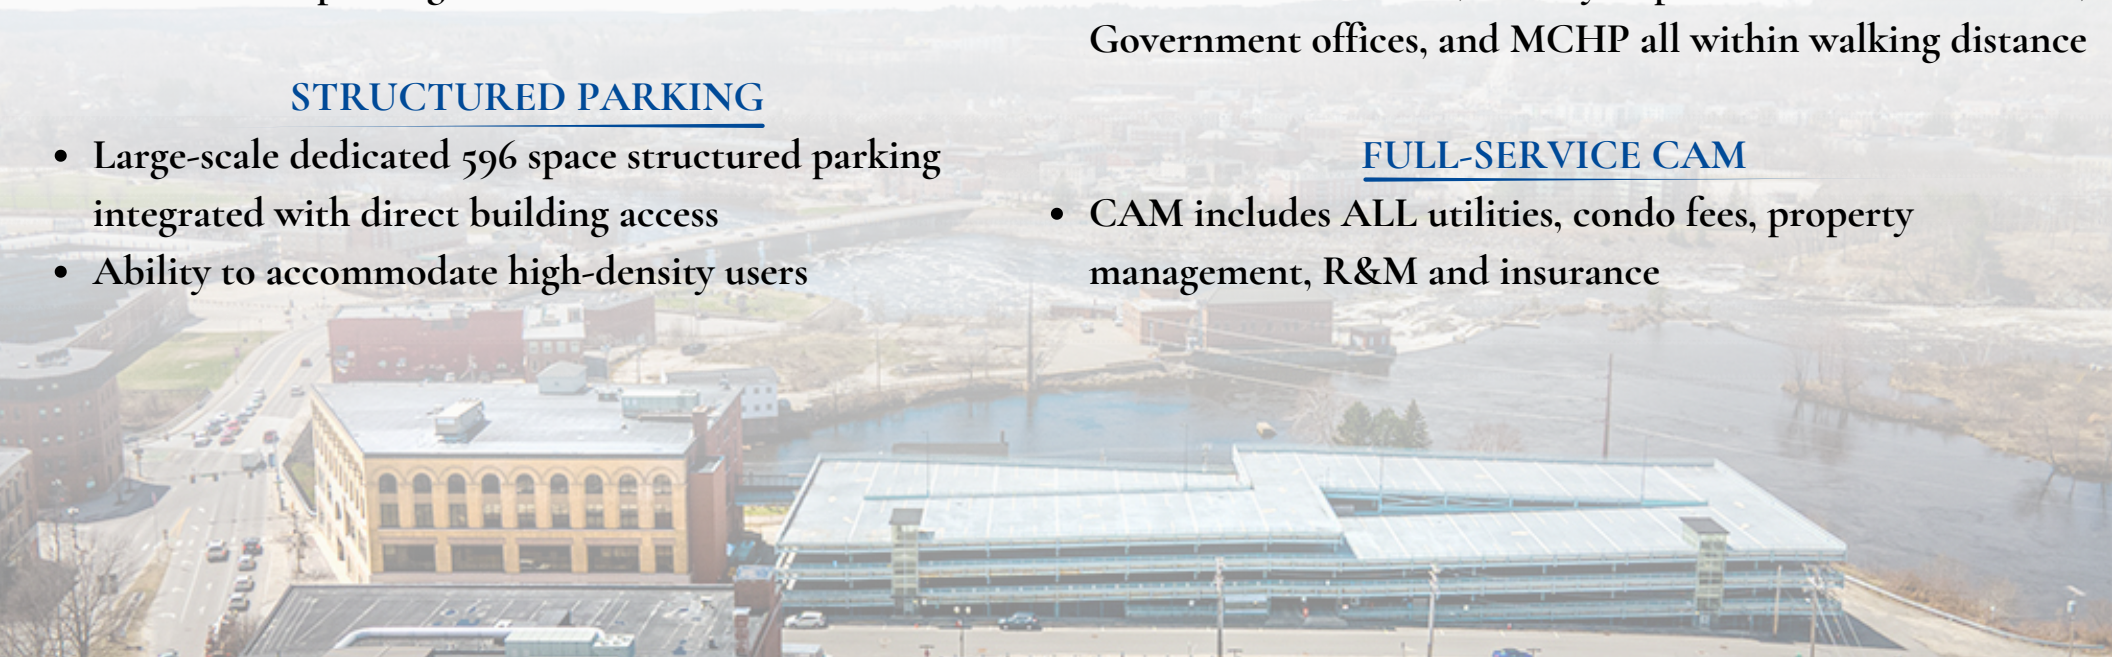 Government offices, and MCHP all within walking distance
STRUCTURED PARKING
• Large-scale dedicated 596 space structured parking
integrated with direct building access
• Ability to accommodate high-density users
FULL-SERVICE CAM
• CAM includes ALL utilities, condo fees, property
management, R&M and insurance